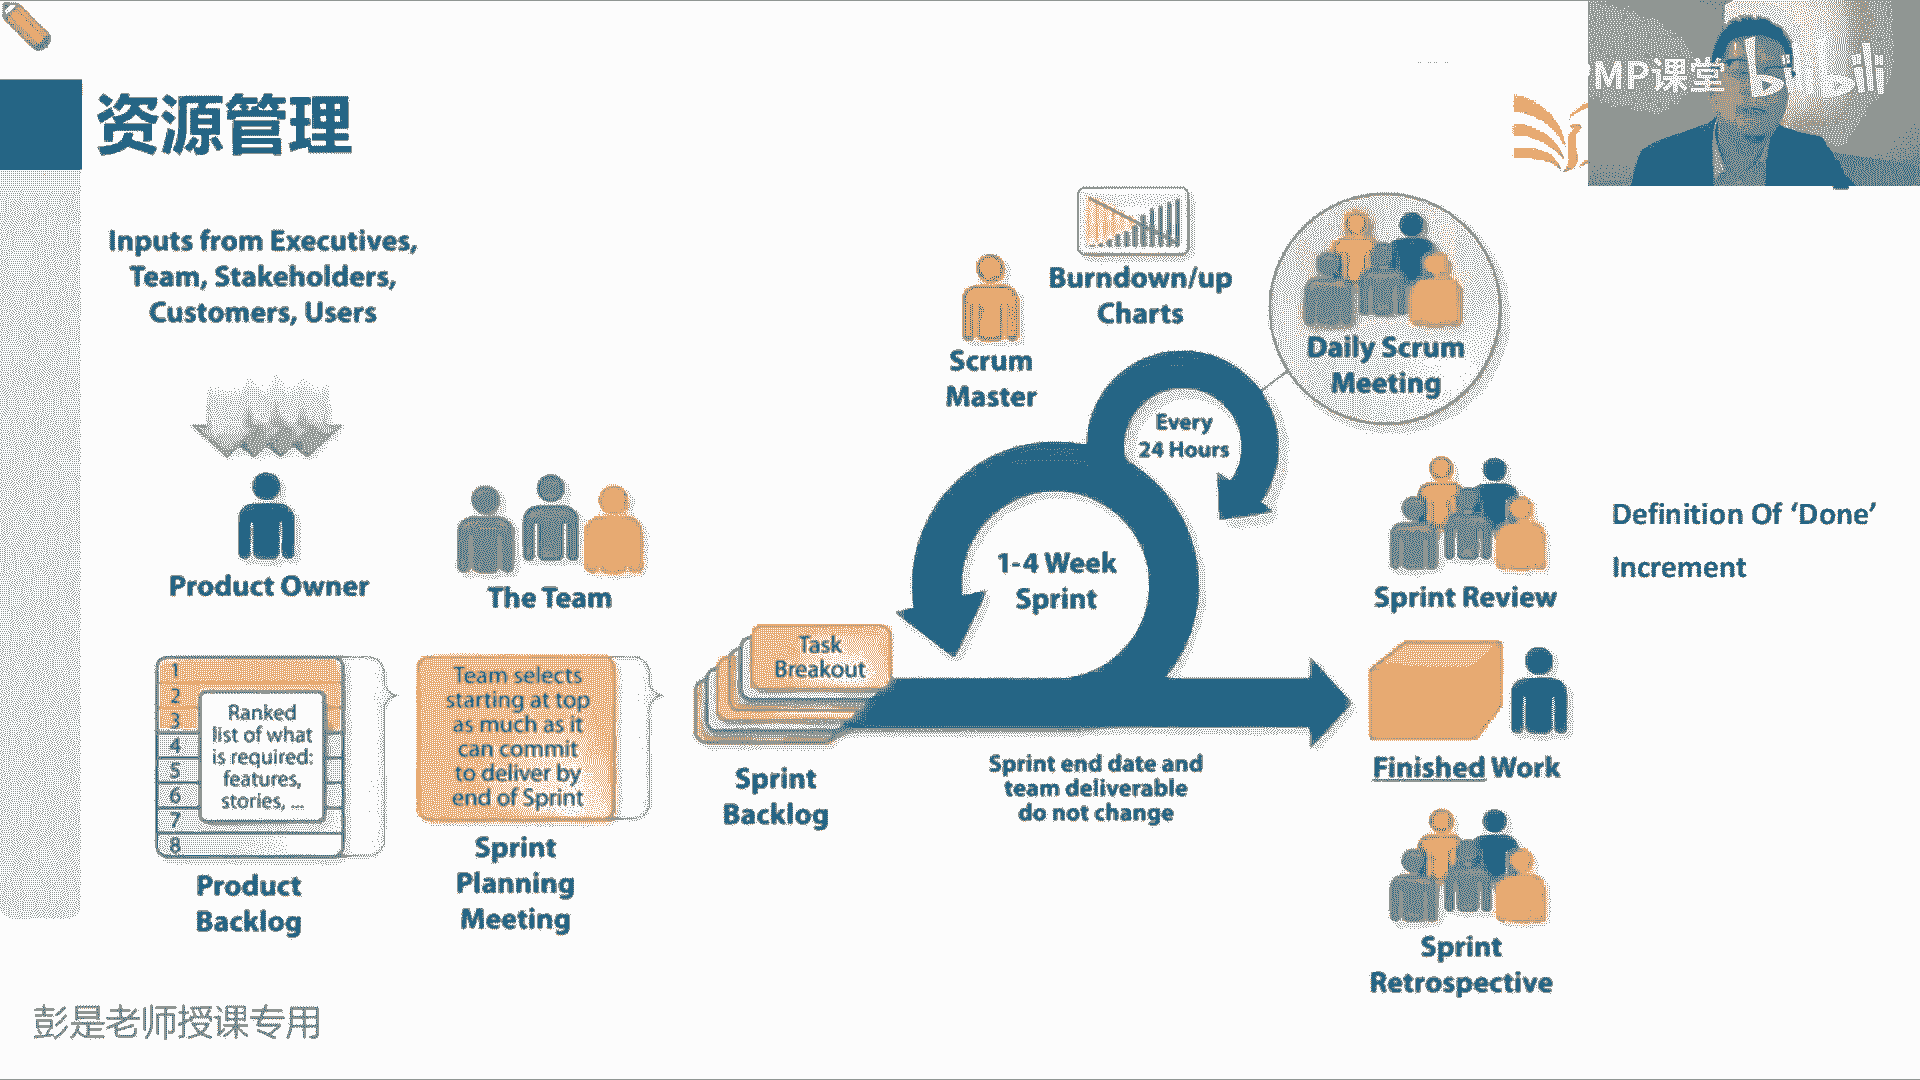 资源管理
MP课堂
bilibili
Inputs from Executives,
Team, Stakeholders,
Customers, Users
Product Owner
The Team
1
2
3
4
5
6
7
8
Ranked
list of what
is required:
features,
stories, ...
Product
Backlog
Team selects
starting at top
as much as it
can commit
to deliver by
end of Sprint
Sprint
Planning
Meeting
Task
Breakout
Sprint
Backlog
Scrum
Master
Burndown/up
Charts
Every
24 Hours
1-4 Week
Sprint
Daily Scrum
Meeting
Sprint end date and
team deliverable
do not change
Sprint Review
Finished Work
Sprint
Retrospective
Definition Of ‘Done’
Increment
彭是老师授课专用